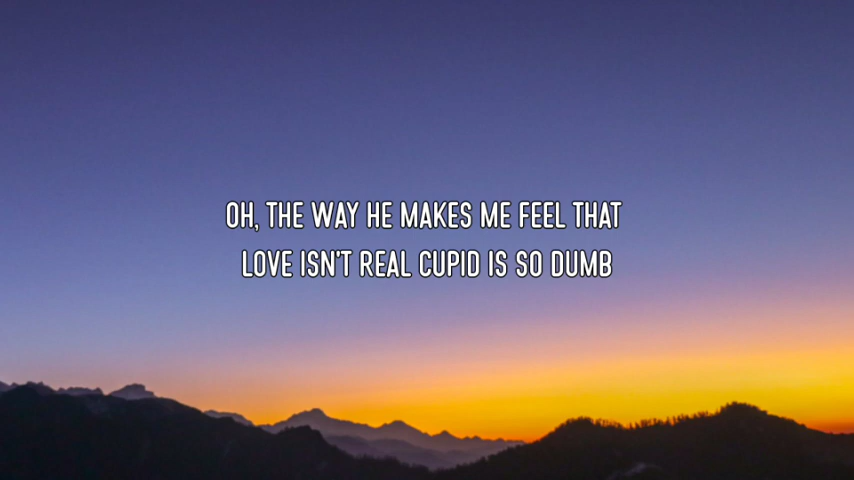 OH, THE WAY HE MAKES ME FEEL THAT
LOVE ISN'T REAL CUPID IS SO DUMB